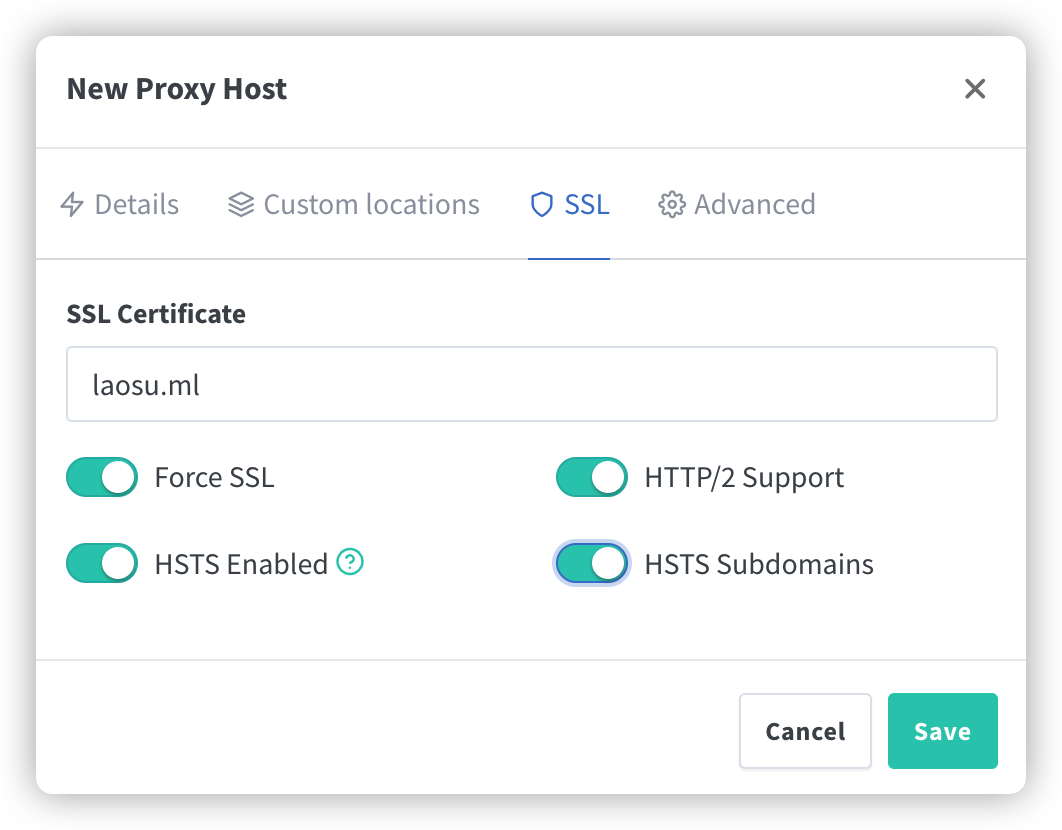 New Proxy Host
Details Custom locations SSL Advanced
SSL Certificate
laosu.ml
Force SSL HTTP/2 Support
HSTS Enabled ? HSTS Subdomains
Cancel Save